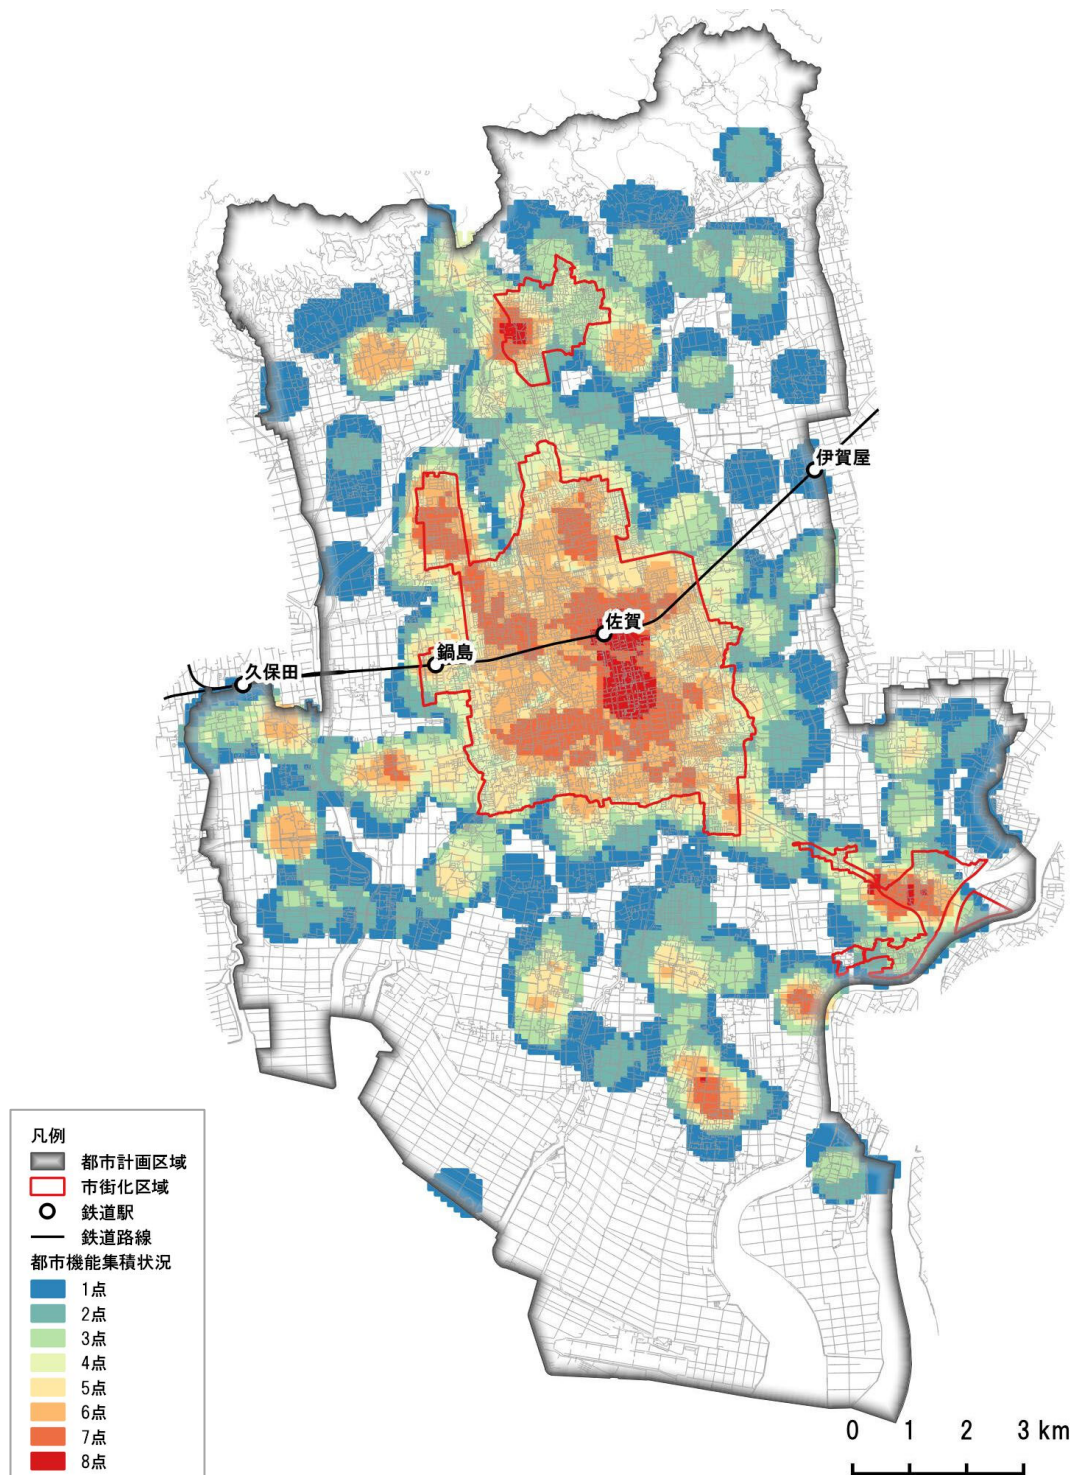 伊賀屋
佐賀
鍋島
久保田
凡例
都市計画区域
市街化区域
鉄道駅
鉄道路線
都市機能集積状況
1点
2点
3点
4点
5点
6点
7点
8点
0 1 2 3 km